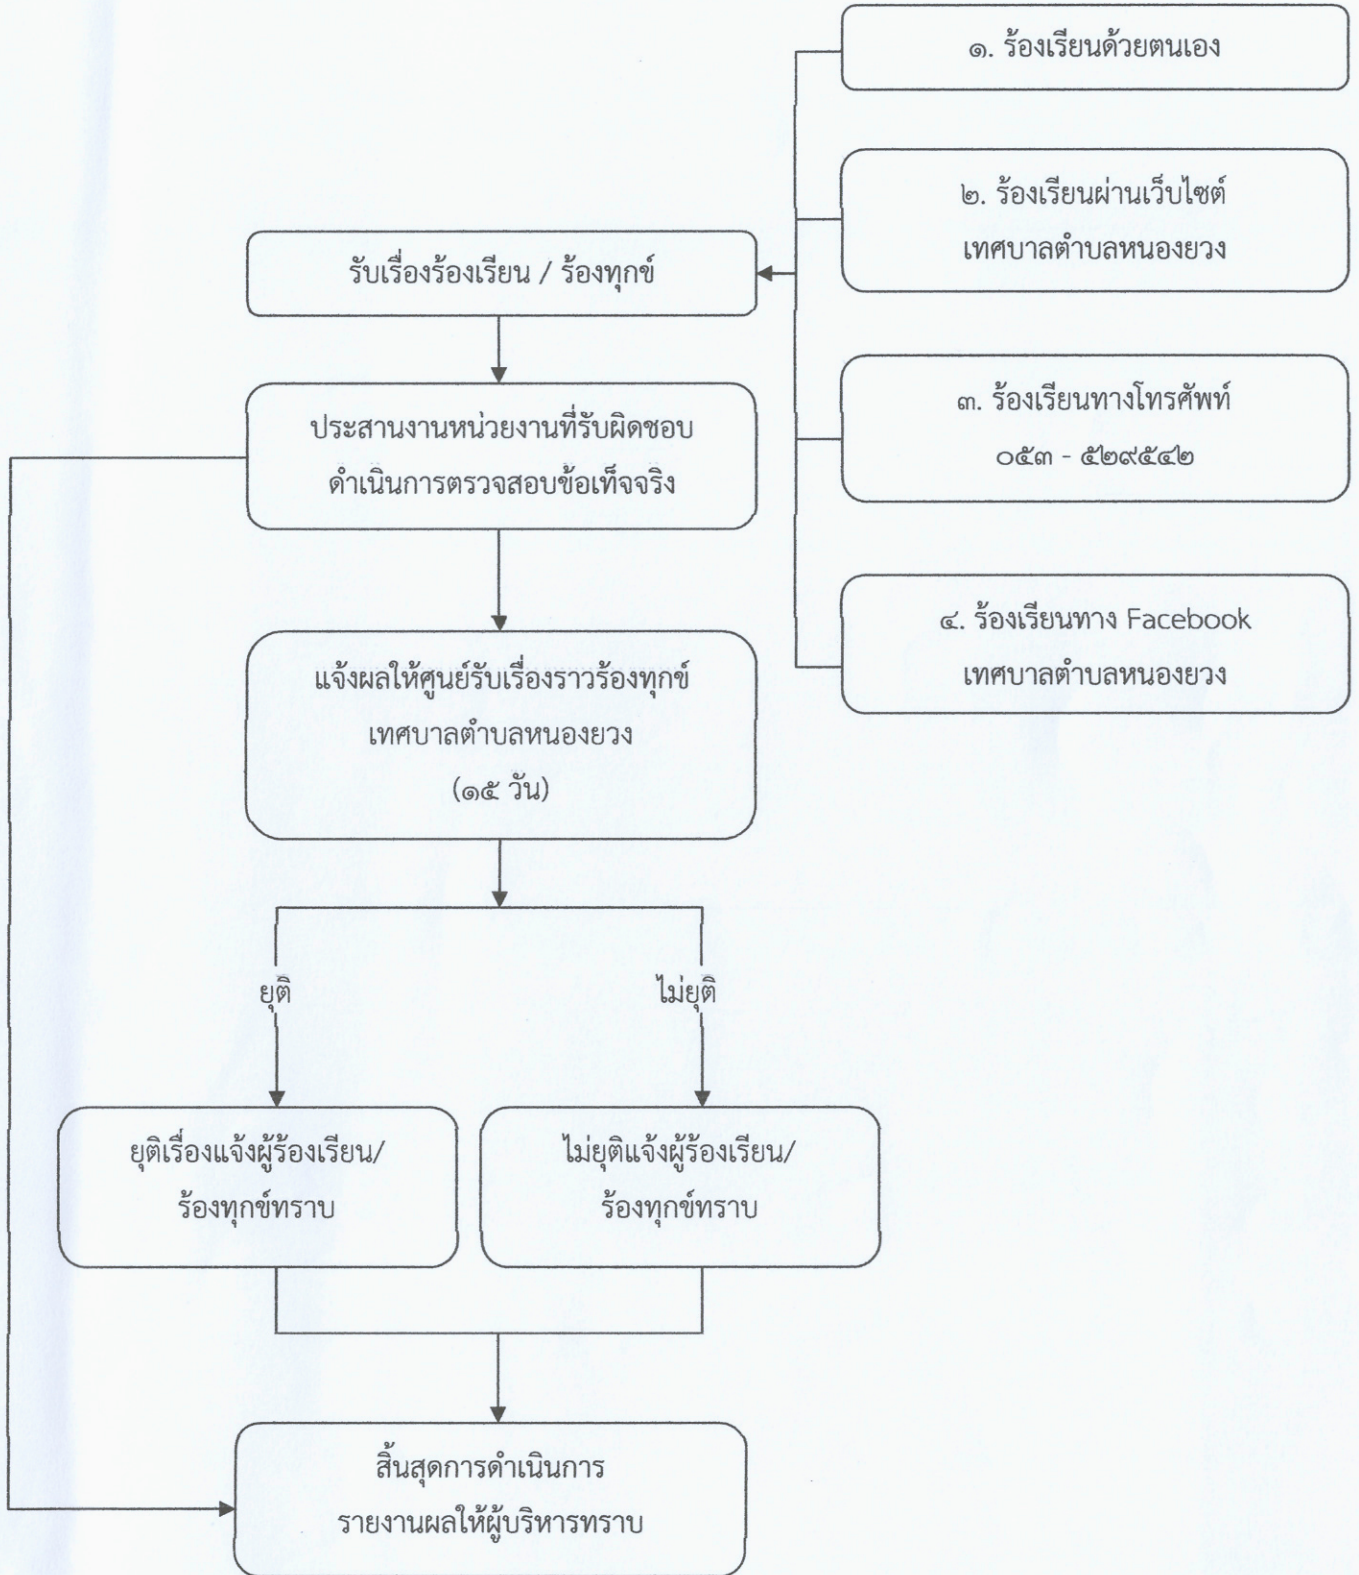 ๑. ร้องเรียนด้วยตนเอง
๒. ร้องเรียนผ่านเว็บไซต์
เทศบาลตำบลหนองยวง
รับเรื่องร้องเรียน / ร้องทุกข์
๓. ร้องเรียนทางโทรศัพท์
๐๕๓ - ๕๒๙๕๔๒
ประสานงานหน่วยงานที่รับผิดชอบ
ดำเนินการตรวจสอบข้อเท็จจริง
๔. ร้องเรียนทาง Facebook
เทศบาลตำบลหนองยวง
แจ้งผลให้ศูนย์รับเรื่องราวร้องทุกข์
เทศบาลตำบลหนองยวง
(๑๕ วัน)
ยุติ
ไม่ยุติ
ยุติเรื่องแจ้งผู้ร้องเรียน/
ร้องทุกข์ทราบ
ไม่ยุติแจ้งผู้ร้องเรียน/
ร้องทุกข์ทราบ
สิ้นสุดการดำเนินการ
รายงานผลให้ผู้บริหารทราบ